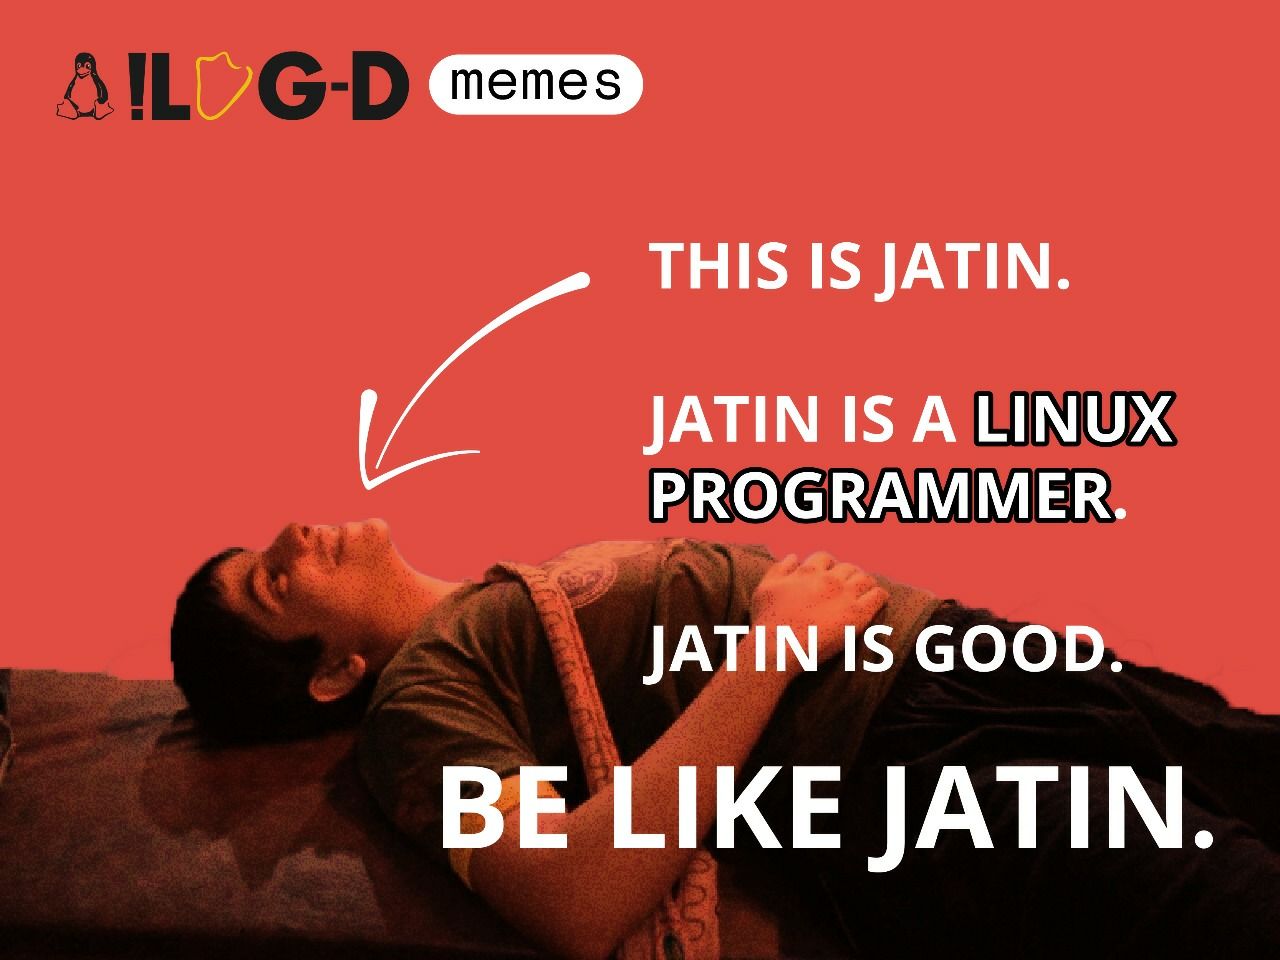 !LUG-D memes
THIS IS JATIN.
JATIN IS A LINUX
PROGRAMMER.
JATIN IS GOOD.
BE LIKE JATIN.